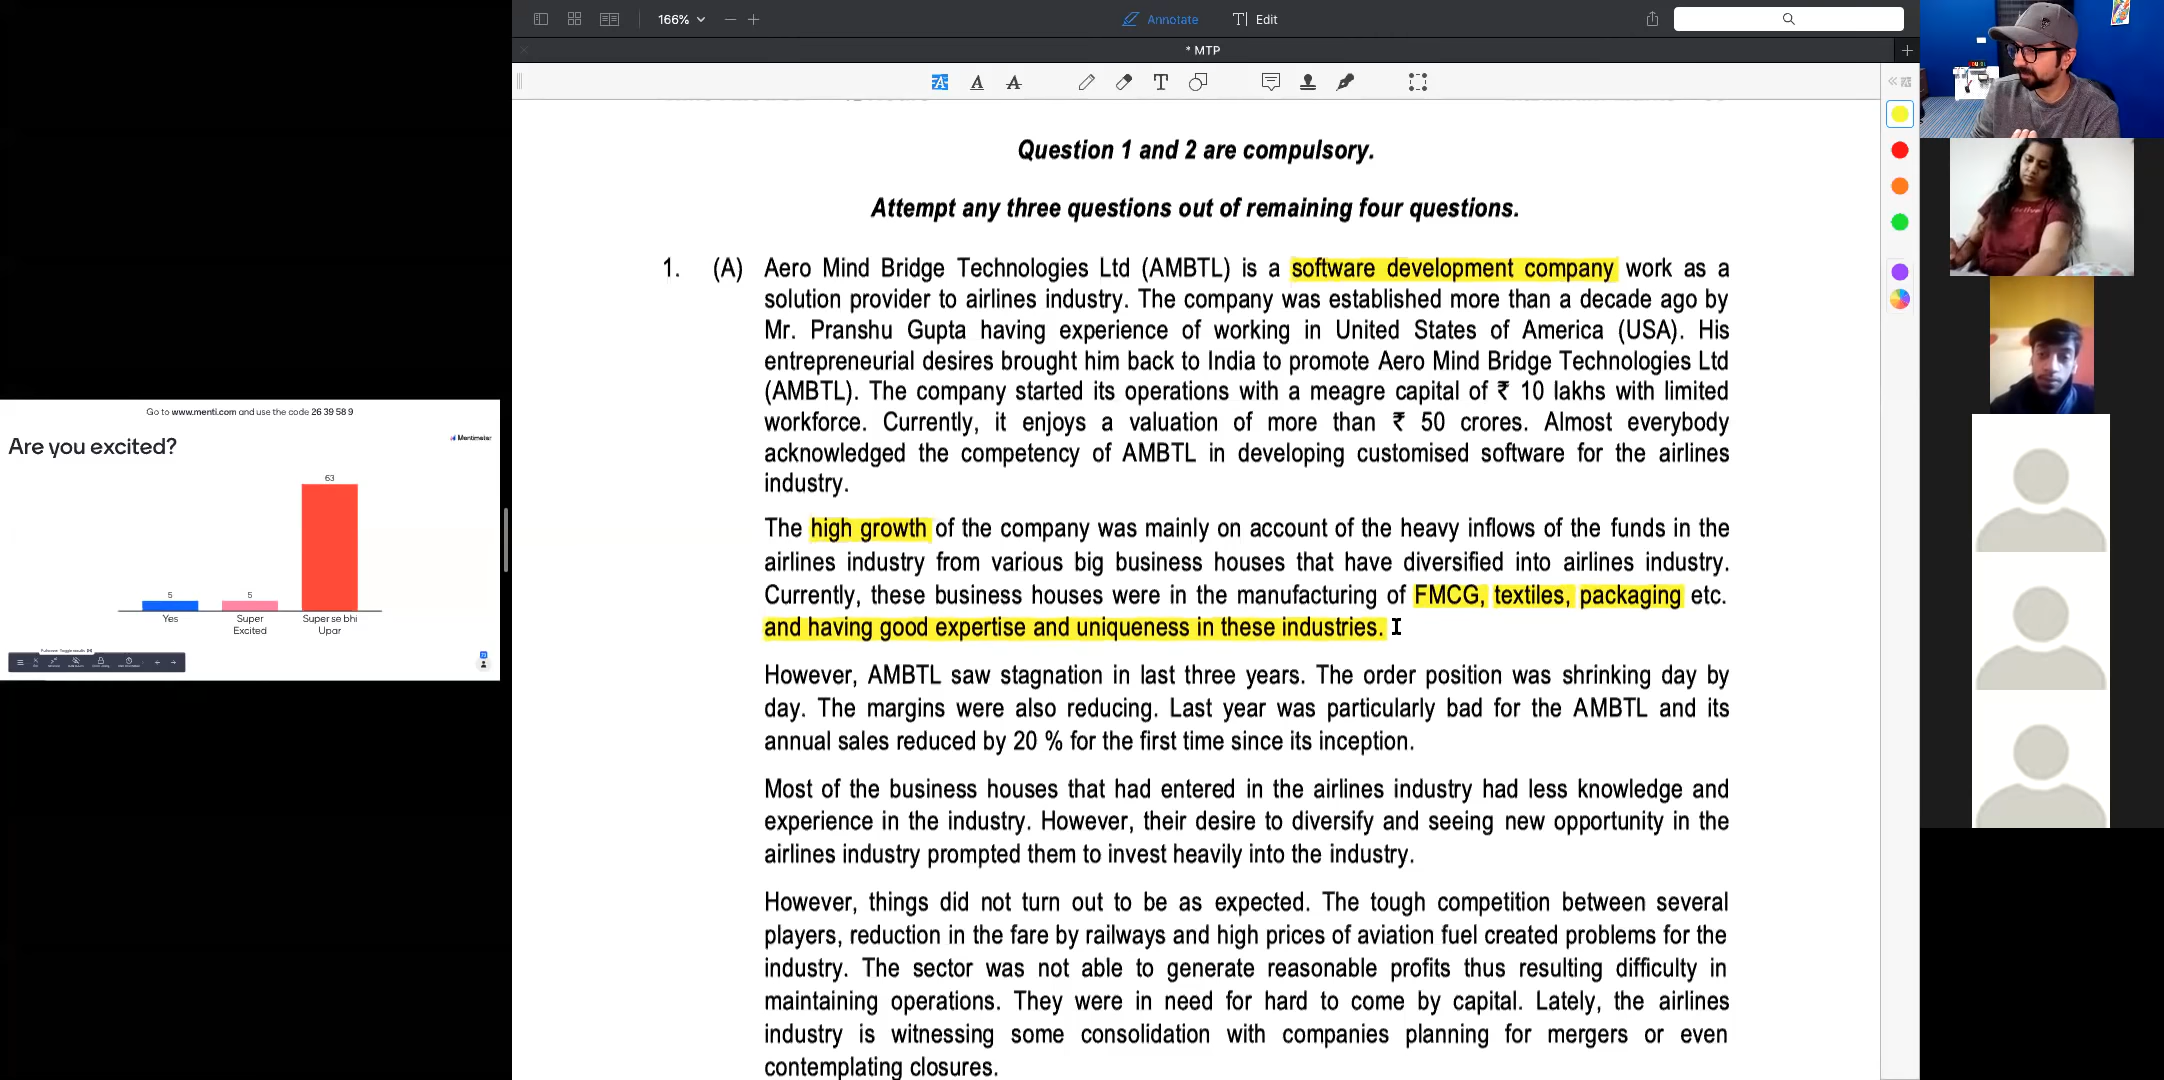 166%
Annotate
Edit
* MTP
Question 1 and 2 are compulsory.
Attempt any three questions out of remaining four questions.
1. (A) Aero Mind Bridge Technologies Ltd (AMBTL) is a software development company work as a
solution provider to airlines industry. The company was established more than a decade ago by
Mr. Pranshu Gupta having experience of working in United States of America (USA). His
entrepreneurial desires brought him back to India to promote Aero Mind Bridge Technologies Ltd
(AMBTL). The company started its operations with a meagre capital of ₹ 10 lakhs with limited
workforce. Currently, it enjoys a valuation of more than ₹ 50 crores. Almost everybody
acknowledged the competency of AMBTL in developing customised software for the airlines
industry.
The high growth of the company was mainly on account of the heavy inflows of the funds in the
airlines industry from various big business houses that have diversified into airlines industry.
Currently, these business houses were in the manufacturing of FMCG, textiles, packaging etc.
and having good expertise and uniqueness in these industries.
However, AMBTL saw stagnation in last three years. The order position was shrinking day by
day. The margins were also reducing. Last year was particularly bad for the AMBTL and its
annual sales reduced by 20 % for the first time since its inception.
Most of the business houses that had entered in the airlines industry had less knowledge and
experience in the industry. However, their desire to diversify and seeing new opportunity in the
airlines industry prompted them to invest heavily into the industry.
However, things did not turn out to be as expected. The tough competition between several
players, reduction in the fare by railways and high prices of aviation fuel created problems for the
industry. The sector was not able to generate reasonable profits thus resulting difficulty in
maintaining operations. They were in need for hard to come by capital. Lately, the airlines
industry is witnessing some consolidation with companies planning for mergers or even
contemplating closures.
Go to www.menti.com and use the code 26 39 58 9
Mentimeter
Are you excited?
63
5 5
Yes Super Excited Super se bhi Upar